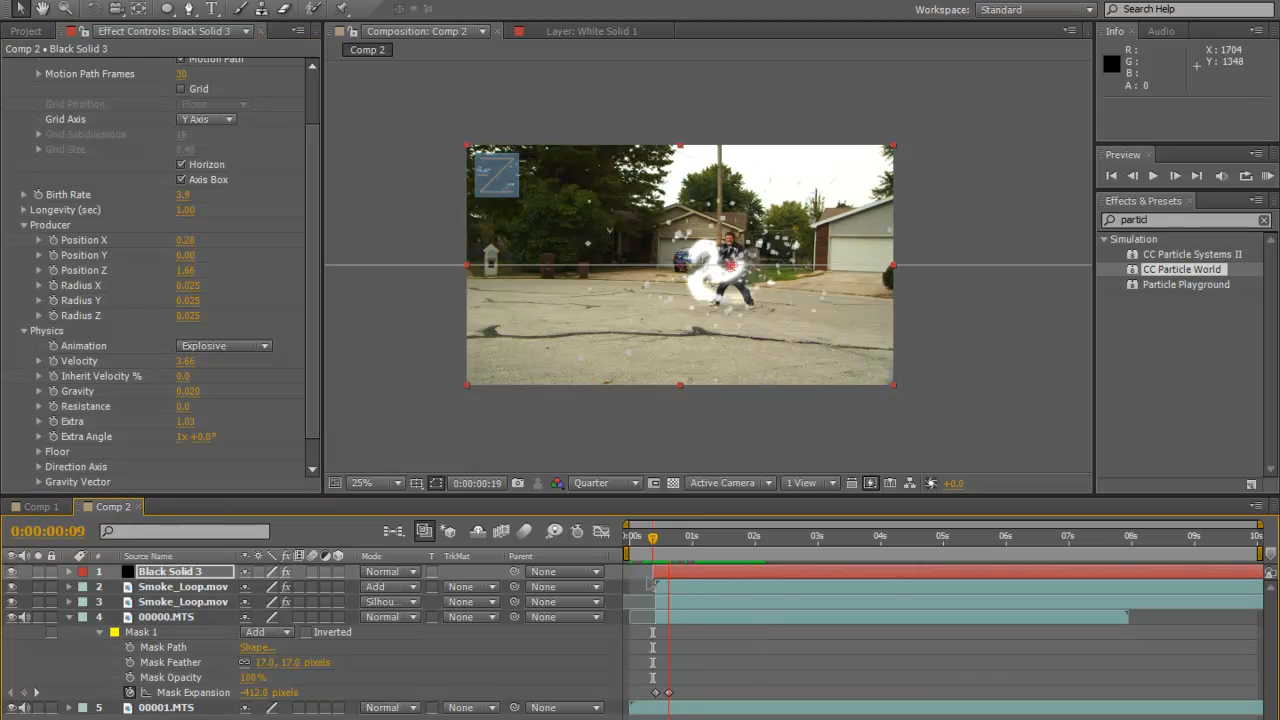 Workspace: Standard
Search Help
Project
Effect Controls: Black Solid 3
Composition: Comp 2
Layer: White Solid 1
Info
Audio
Comp 2 • Black Solid 3
Comp 2
R :
G :
B :
A : 0
X : 1704
Y : 1348
Motion Path
Motion Path Frames 30
Grid
Grid Position Floor
Grid Axis Y Axis
Grid Subdivisions 16
Grid Size 0.48
Horizon
Axis Box
Birth Rate 3.9
Longevity (sec) 1.00
Producer
Position X 0.28
Position Y 0.00
Position Z 1.66
Radius X 0.025
Radius Y 0.025
Radius Z 0.025
Physics
Animation Explosive
Velocity 3.66
Inherit Velocity % 0.0
Gravity 0.020
Resistance 0.0
Extra 1.03
Extra Angle 1x +0.0°
Floor
Direction Axis
Gravity Vector
Preview
Effects & Presets
particl
Simulation
CC Particle Systems II
CC Particle World
Particle Playground
25%
0:00:00:19
Quarter
Active Camera
1 View
+0.0
Comp 1
Comp 2
0:00:00:09
0:00s 01s 02s 03s 04s 05s 06s 07s 08s 09s 10s
# Source Name Mode T TrkMat Parent
1 Black Solid 3 Normal None
2 Smoke_Loop.mov Add None None
3 Smoke_Loop.mov Silhou... None None
4 00000.MTS Normal None None
Mask 1 Add Inverted
Mask Path Shape...
Mask Feather 17.0, 17.0 pixels
Mask Opacity 100%
Mask Expansion -412.0 pixels
5 00001.MTS Normal None None